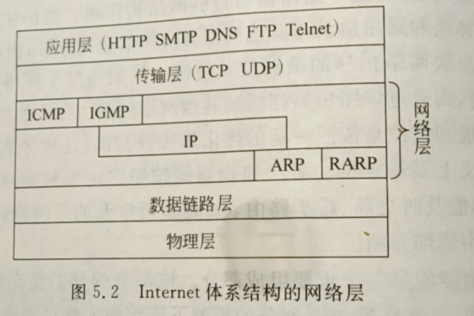 应用层(HTTP SMTP DNS FTP Telnet)
传输层(TCP UDP)
ICMP IGMP
IP
ARP RARP
网络层
数据链路层
物理层
图 5.2 Internet 体系结构的网络层